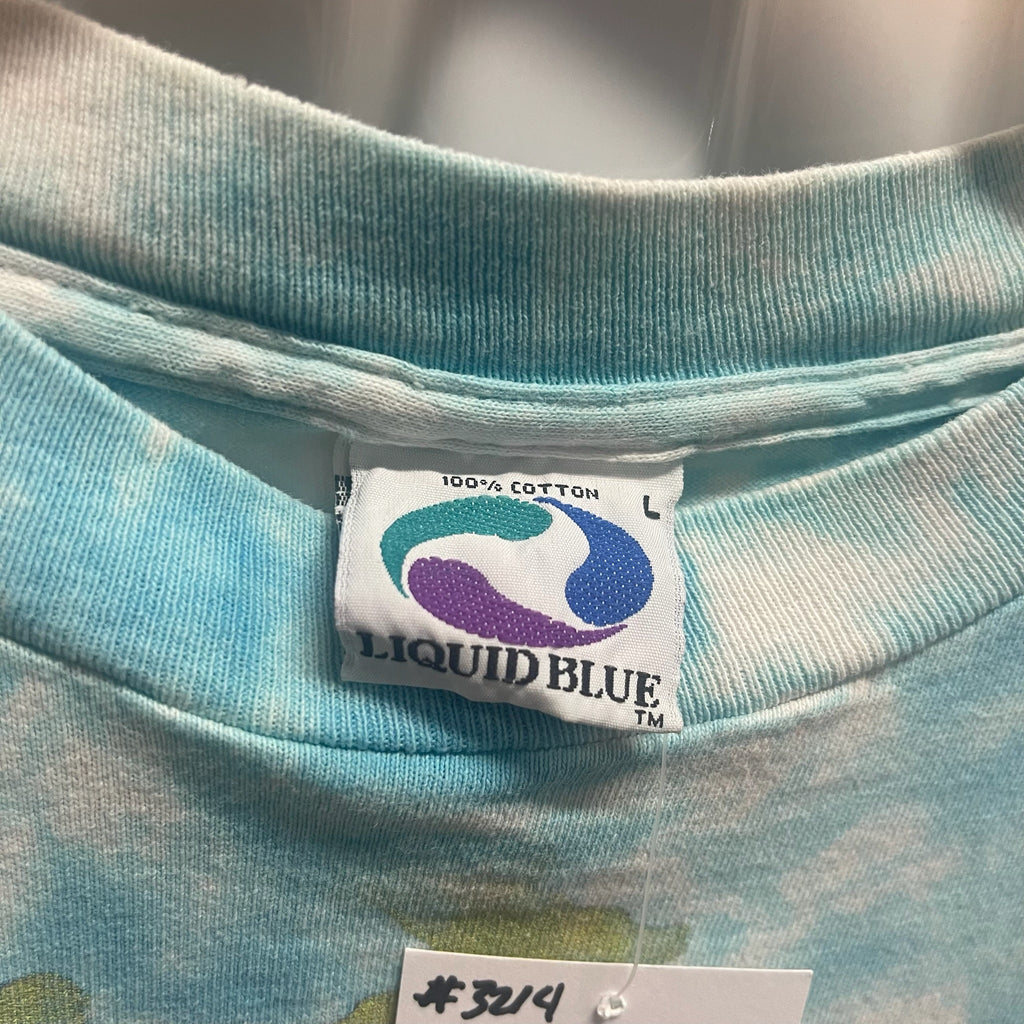 100% COTTON
L
LIQUID BLUE
TM
#3214